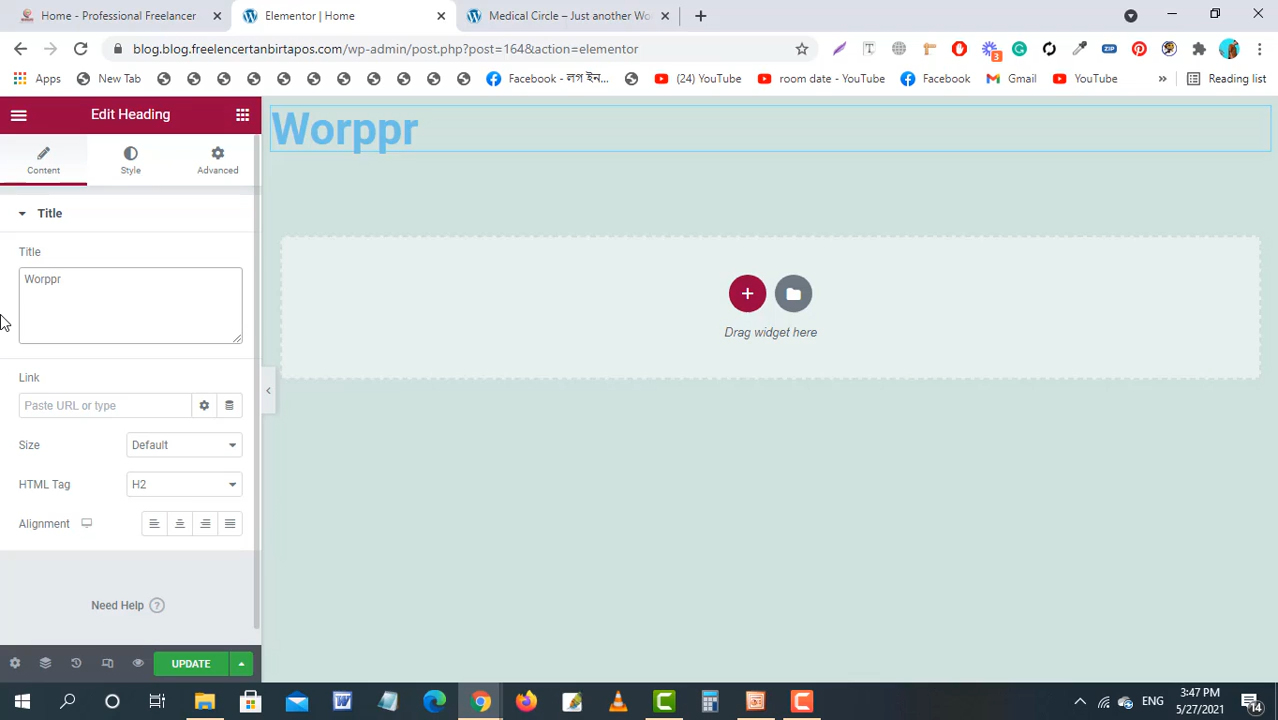 Home - Professional Freelancer
Elementor | Home
Medical Circle – Just another Wo
blog.blog.freelencertanbirtapos.com/wp-admin/post.php?post=164&action=elementor
3
ZIP
Apps
New Tab
Facebook - লগ ইন...
(24) YouTube
room date - YouTube
Facebook
Gmail
YouTube
»
Reading list
Edit Heading
Content
Style
Advanced
Title
Title
Worppr
Link
Paste URL or type
Size
Default
HTML Tag
H2
Alignment
Need Help ?
UPDATE
Worppr
Drag widget here
ENG
3:47 PM
5/27/2021
14